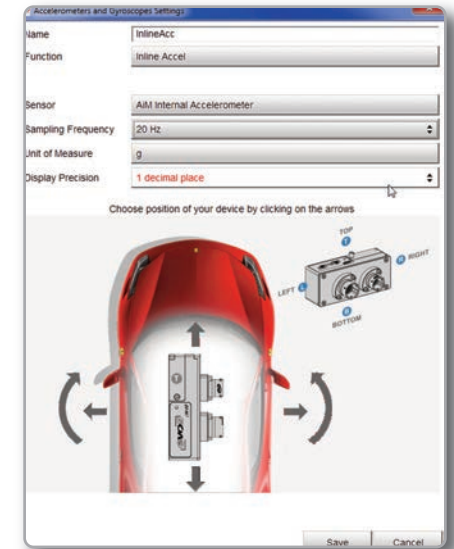 Accelerometers and Gyroscopes Settings
Name InlineAcc
Function Inline Accel
Sensor AiM Internal Accelerometer
Sampling Frequency 20 Hz
Unit of Measure g
Display Precision 1 decimal place
Choose position of your device by clicking on the arrows
TOP
T
R RIGHT
LEFT L
B
BOTTOM
T
Save Cancel